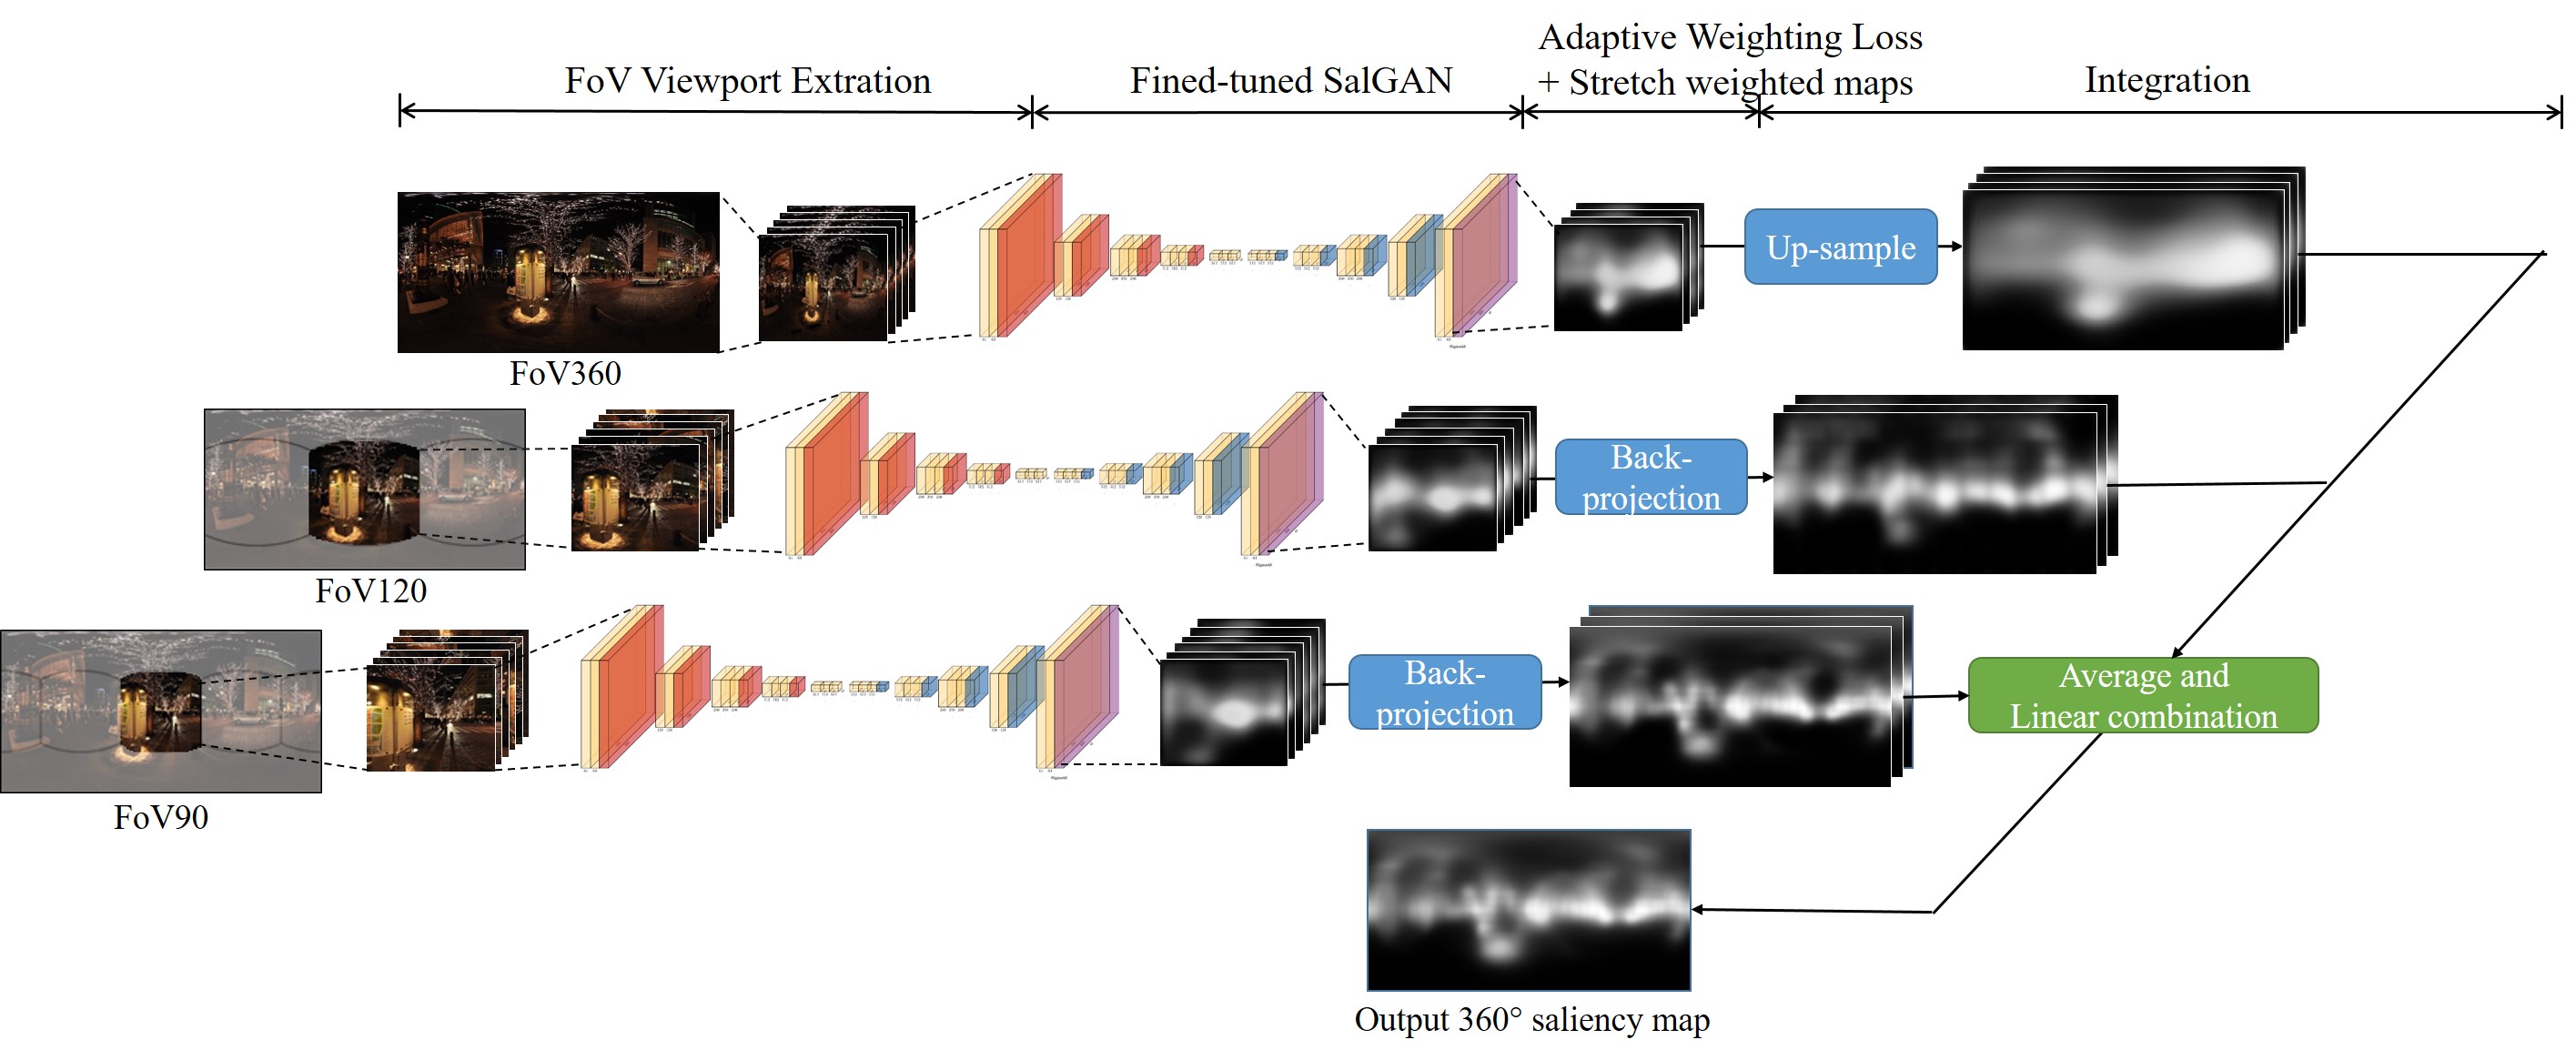 Adaptive Weighting Loss
FoV Viewport Extration
Fined-tuned SalGAN
+ Stretch weighted maps
Integration
Up-sample
FoV360
Back-
projection
FoV120
Back-
projection
Average and
Linear combination
FoV90
Output 360° saliency map